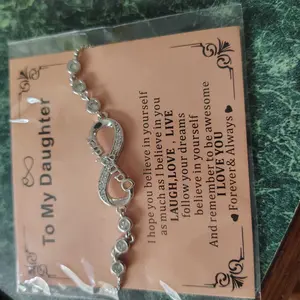 To My Daughter
I hope you believe in yourself
as much as I believe in you
LAUGH,LOVE , LIVE
follow your dreams
believe in yourself
And remember to be awesome
I LOVE YOU
❤Forever & Always❤